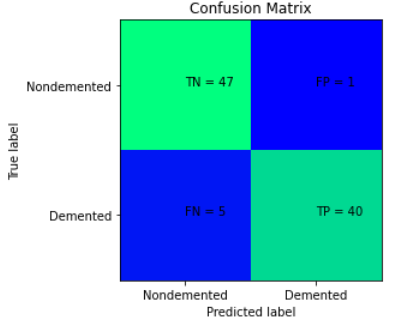 Confusion Matrix
True label
Nondemented
TN = 47
FP = 1
Demented
FN = 5
TP = 40
Nondemented
Demented
Predicted label